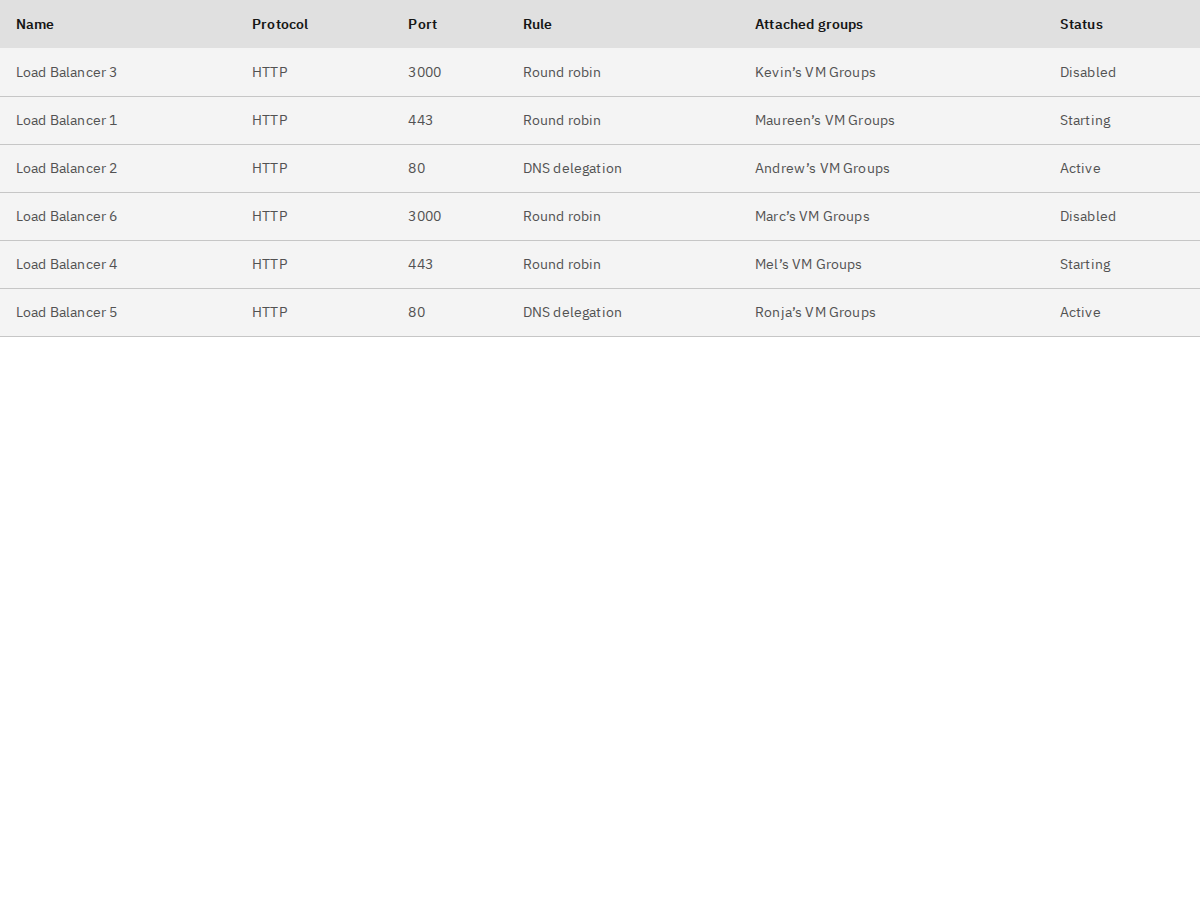 Name Protocol Port Rule Attached groups Status
Load Balancer 3 HTTP 3000 Round robin Kevin’s VM Groups Disabled
Load Balancer 1 HTTP 443 Round robin Maureen’s VM Groups Starting
Load Balancer 2 HTTP 80 DNS delegation Andrew’s VM Groups Active
Load Balancer 6 HTTP 3000 Round robin Marc’s VM Groups Disabled
Load Balancer 4 HTTP 443 Round robin Mel’s VM Groups Starting
Load Balancer 5 HTTP 80 DNS delegation Ronja’s VM Groups Active